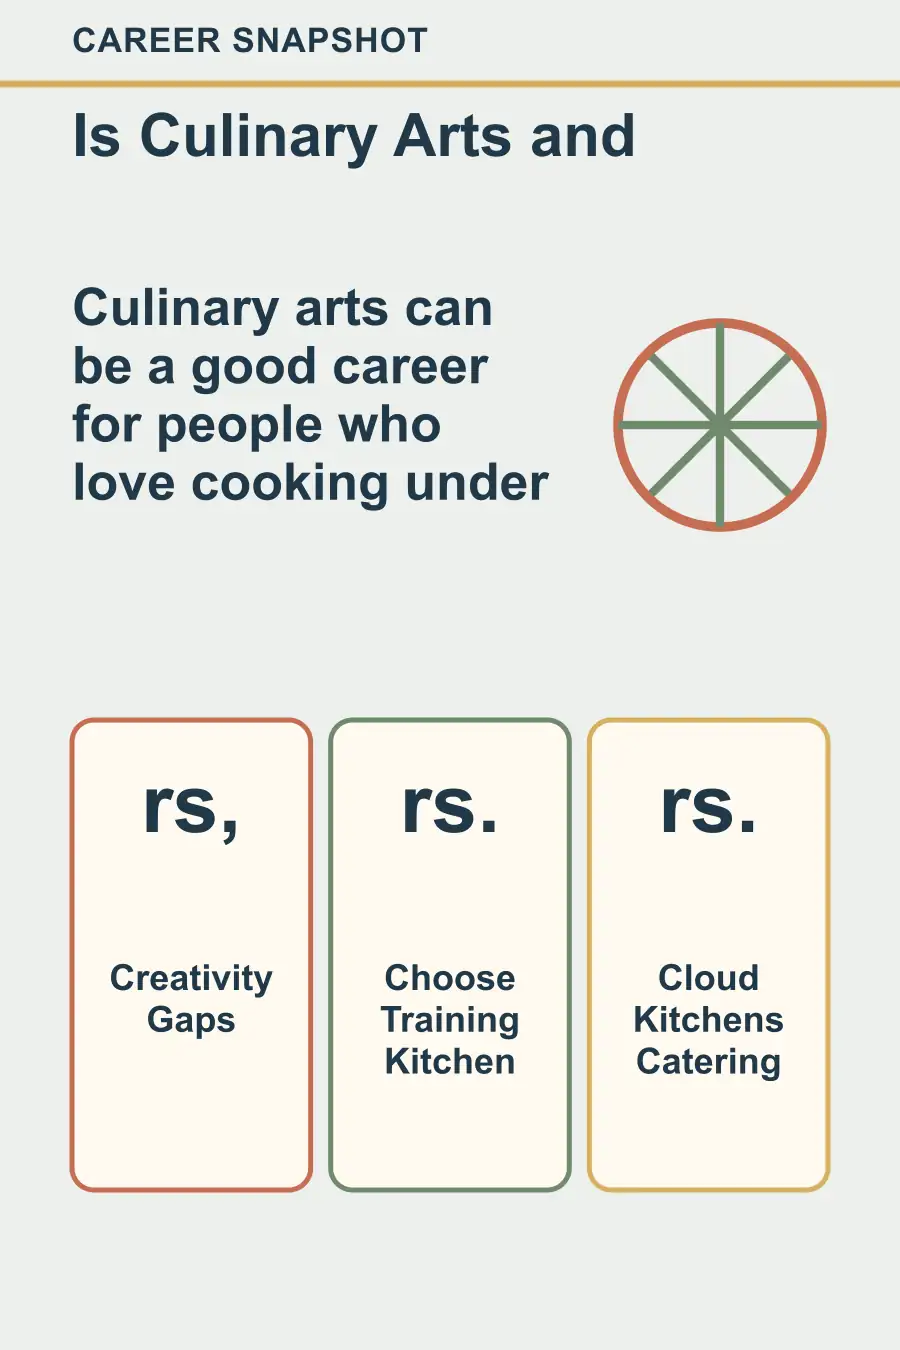 CAREER SNAPSHOT
Is Culinary Arts and
Culinary arts can
be a good career
for people who
love cooking under
rs,
Creativity
Gaps
rs.
Choose
Training
Kitchen
rs.
Cloud
Kitchens
Catering